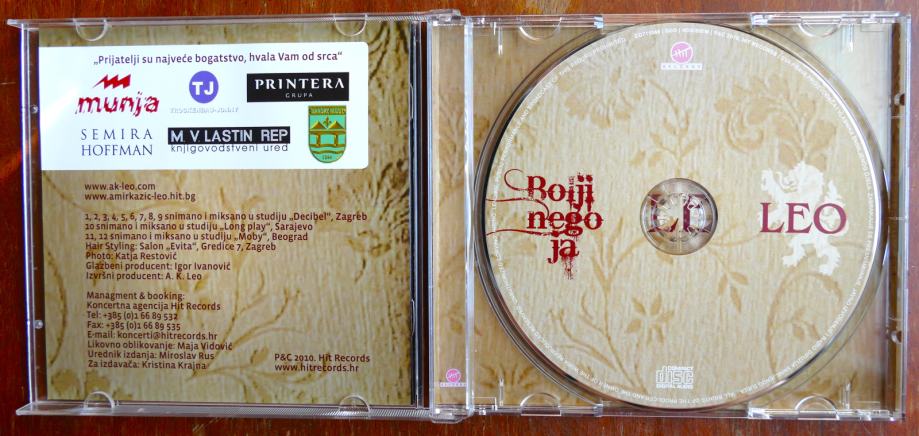 „Prijatelji su najveće bogatstvo, hvala Vam od srca“
munja
TJ
TROCKENBAU-JONNY
PRINTERA
GRUPA
SEMIRA
HOFFMAN
M V LASTIN REP
knjigovodstveni ured
www.ak-leo.com
www.amirkazic-leo.hit.bg
1, 2, 3, 4, 5, 6, 7, 8, 9 snimano i miksano u studiju „Decibel“, Zagreb
10 snimano i miksano u studiju „Long play“, Sarajevo
11, 12 snimano i miksano u studiju „Moby“, Beograd
Hair Styling: Salon „Evita“, Gredice 7, Zagreb
Photo: Katja Restović
Glazbeni producent: Igor Ivanović
Izvršni producent: A. K. Leo
Managment & booking:
Koncertna agencija Hit Records
Tel: +385 (0)1 66 89 532
Fax: +385 (0)1 66 89 535
E-mail: koncerti@hitrecords.hr
Likovno oblikovanje: Maja Vidović
Urednik izdanja: Miroslav Rus
Za izdavača: Kristina Krajna
P&C 2010. Hit Records
www.hitrecords.hr
Hit
RECORDS
Hit
RECORDS
Bolji
nego
ja
LEO
COMPACT
disc
DIGITAL AUDIO